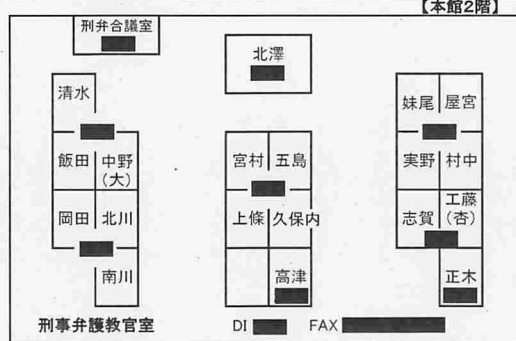 【本館2階】
刑弁合議室
北澤
清水
妹尾 屋宮
飯田 中野
(大)
宮村 五島
実野 村中
岡田 北川
上條 久保内
志賀 工藤
(杏)
南川
高津
正木
刑事弁護教官室
DI FAX